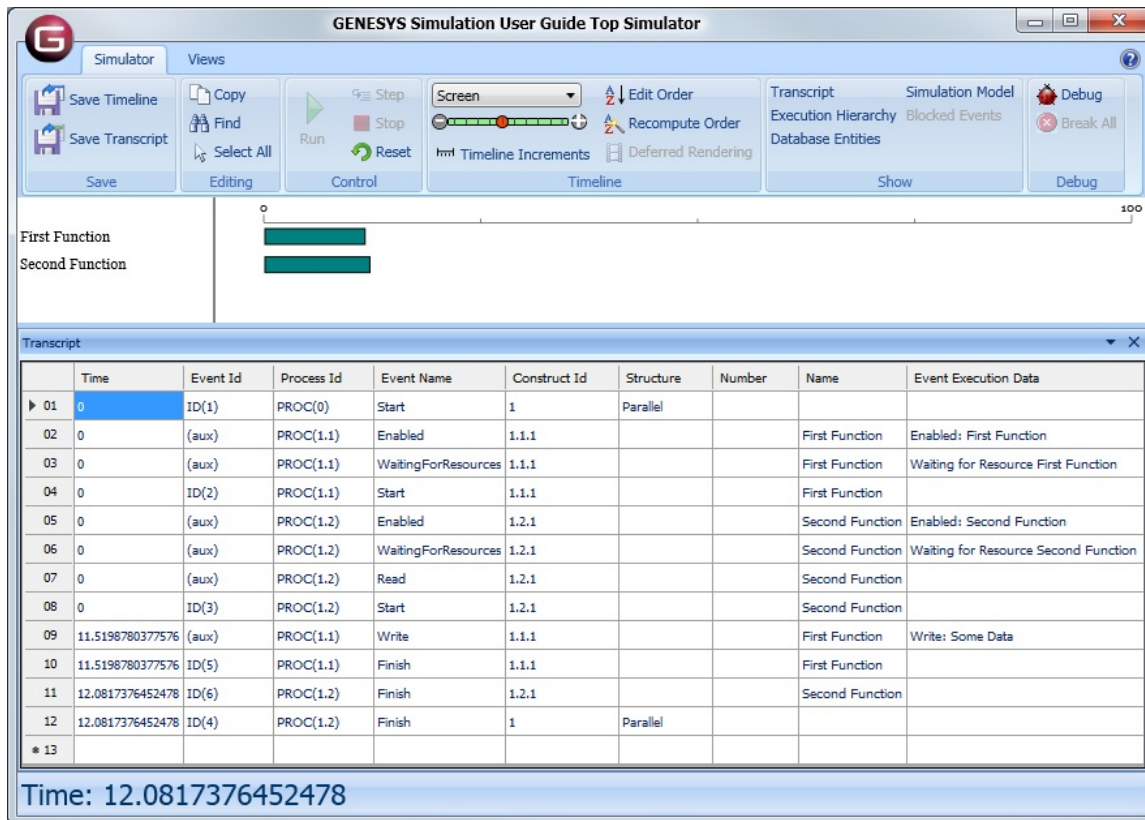 GENESYS Simulation User Guide Top Simulator
G
Simulator Views
Save Timeline
Save Transcript
Save
Copy
Find
Select All
Editing
Run
Step
Stop
Reset
Control
Screen
Timeline Increments
Edit Order
Recompute Order
Deferred Rendering
Timeline
Transcript Simulation Model
Execution Hierarchy Blocked Events
Database Entities
Show
Debug
Break All
Debug
0 100
First Function
Second Function
Transcript
Time Event Id Process Id Event Name Construct Id Structure Number Name Event Execution Data
01 0 ID(1) PROC(0) Start 1 Parallel
02 0 (aux) PROC(1.1) Enabled 1.1.1 First Function Enabled: First Function
03 0 (aux) PROC(1.1) WaitingForResources 1.1.1 First Function Waiting for Resource First Function
04 0 ID(2) PROC(1.1) Start 1.1.1 First Function
05 0 (aux) PROC(1.2) Enabled 1.2.1 Second Function Enabled: Second Function
06 0 (aux) PROC(1.2) WaitingForResources 1.2.1 Second Function Waiting for Resource Second Function
07 0 (aux) PROC(1.2) Read 1.2.1 Second Function
08 0 ID(3) PROC(1.2) Start 1.2.1 Second Function
09 11.5198780377576 (aux) PROC(1.1) Write 1.1.1 First Function Write: Some Data
10 11.5198780377576 ID(5) PROC(1.1) Finish 1.1.1 First Function
11 12.0817376452478 ID(6) PROC(1.2) Finish 1.2.1 Second Function
12 12.0817376452478 ID(4) PROC(1.2) Finish 1 Parallel
* 13
Time: 12.0817376452478